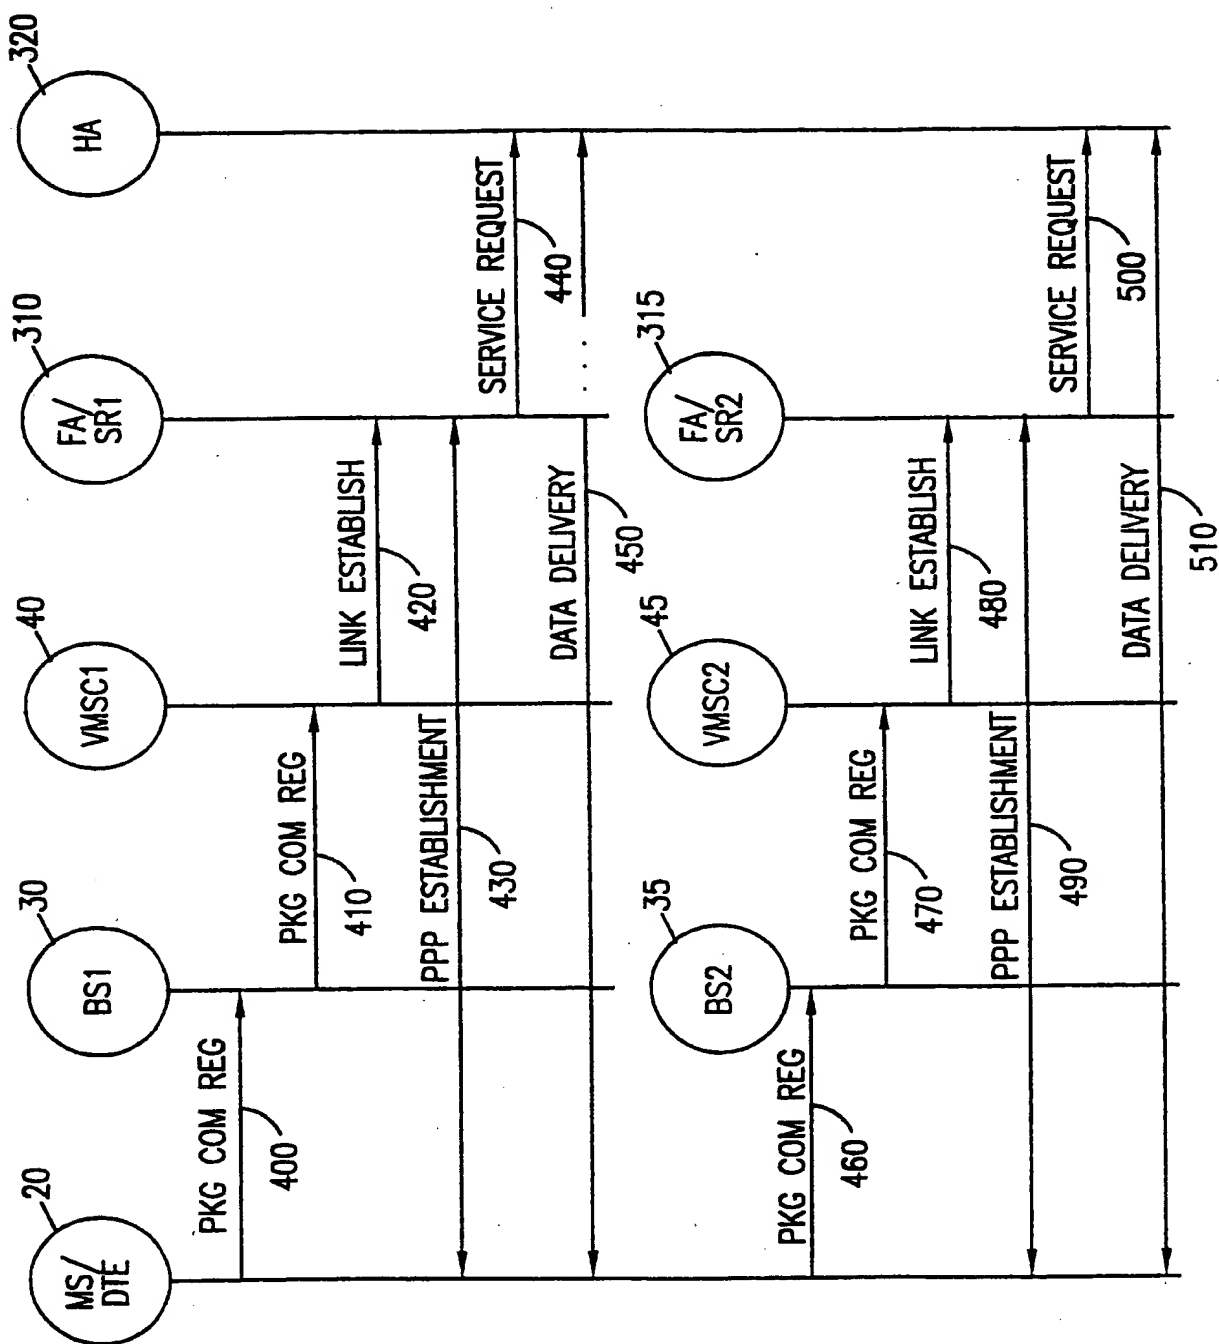 20
MS/
DTE
30
BS1
40
VMSC1
310
FA/
SR1
320
HA
PKG COM REG
400
PKG COM REG
410
LINK ESTABLISH
420
PPP ESTABLISHMENT
430
SERVICE REQUEST
440
DATA DELIVERY
450
35
BS2
45
VMSC2
315
FA/
SR2
PKG COM REG
460
PKG COM REG
470
LINK ESTABLISH
480
PPP ESTABLISHMENT
490
SERVICE REQUEST
500
DATA DELIVERY
510